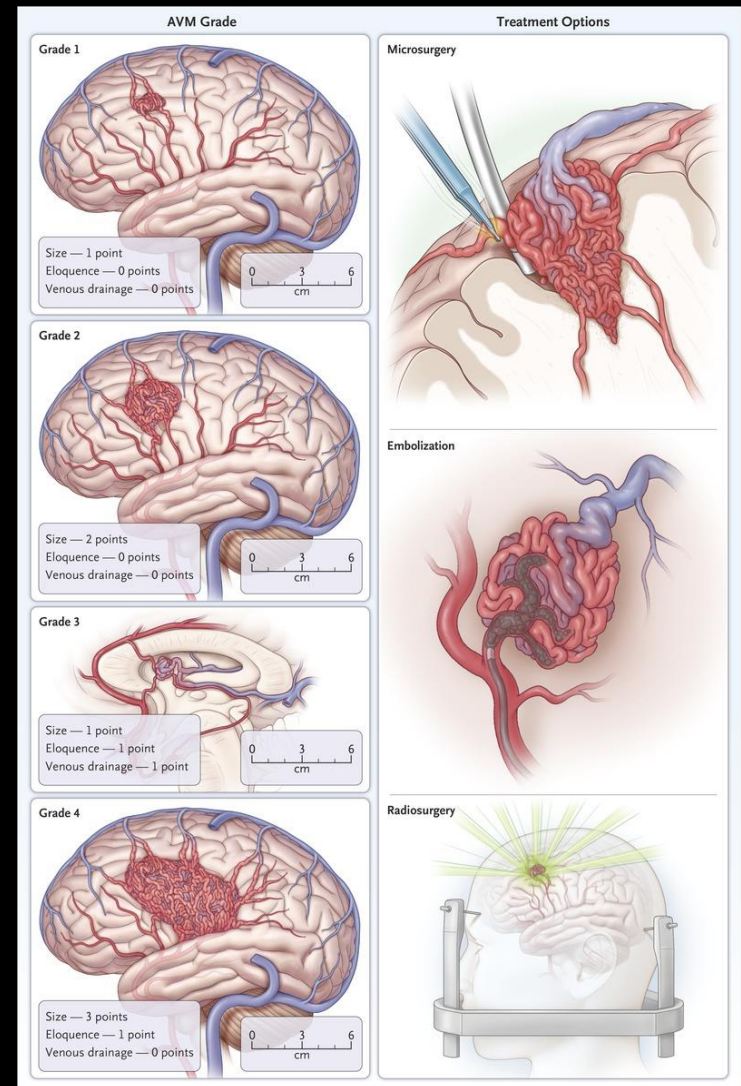 AVM Grade
Grade 1
Size — 1 point
Eloquence — 0 points
Venous drainage — 0 points
0 3 6
cm
Grade 2
Size — 2 points
Eloquence — 0 points
Venous drainage — 0 points
0 3 6
cm
Grade 3
Size — 1 point
Eloquence — 1 point
Venous drainage — 1 point
0 3 6
cm
Grade 4
Size — 3 points
Eloquence — 1 point
Venous drainage — 0 points
0 3 6
cm
Treatment Options
Microsurgery
Embolization
Radiosurgery